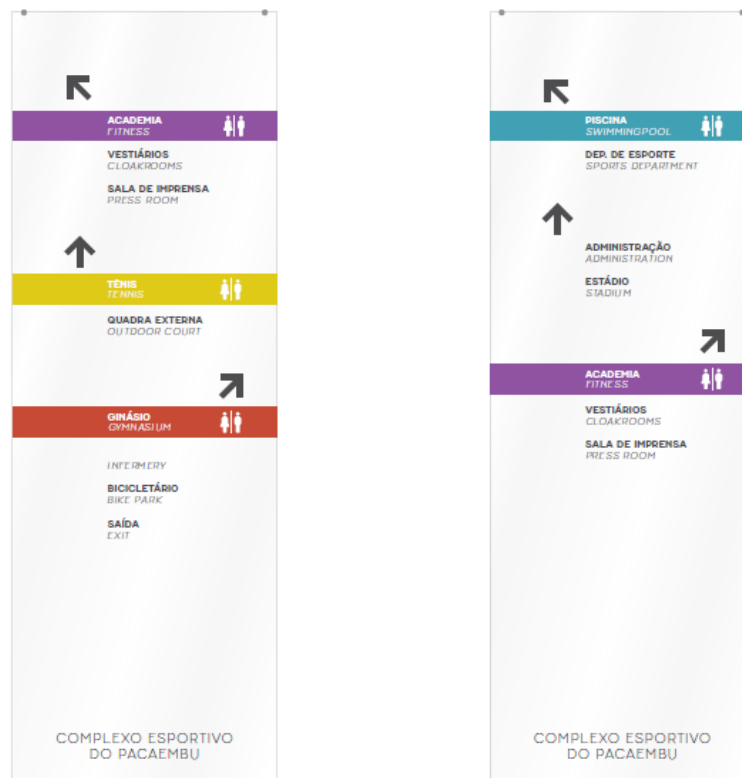 ACADEMIA
FITNESS
VESTIÁRIOS
CLOAKROOMS
SALA DE IMPRENSA
PRESS ROOM
TÊNIS
TENNIS
QUADRA EXTERNA
OUTDOOR COURT
GINÁSIO
GYMNASIUM
INFERMERY
BICICLETÁRIO
BIKE PARK
SAÍDA
EXIT
COMPLEXO ESPORTIVO
DO PACAEMBU
PISCINA
SWIMMINGPOOL
DEP. DE ESPORTE
SPORTS DEPARTMENT
ADMINISTRAÇÃO
ADMINISTRATION
ESTÁDIO
STADIUM
ACADEMIA
FITNESS
VESTIÁRIOS
CLOAKROOMS
SALA DE IMPRENSA
PRESS ROOM
COMPLEXO ESPORTIVO
DO PACAEMBU